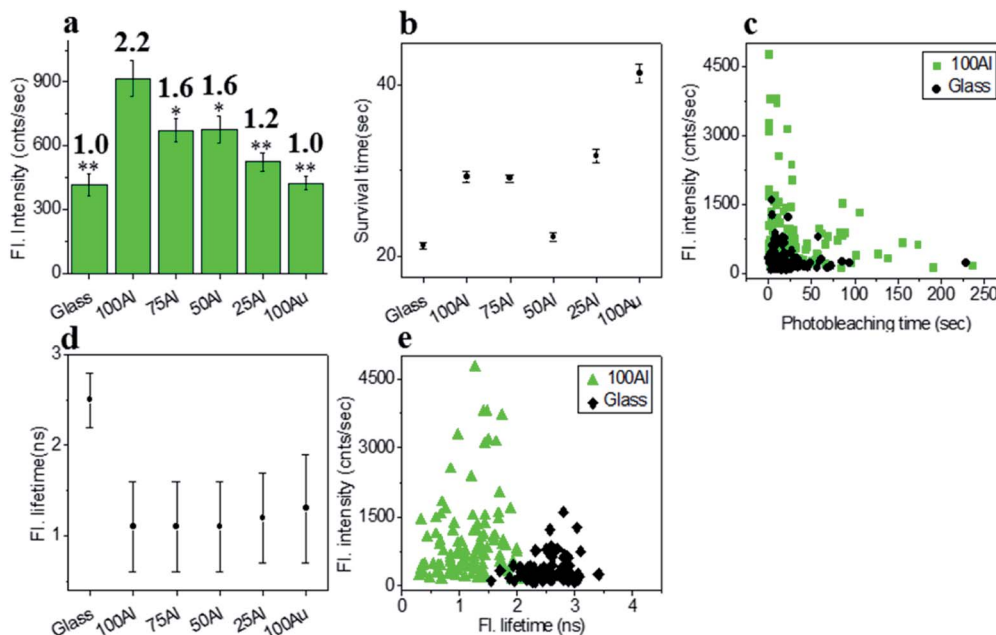 a
2.2
1.6
1.6
1.2
1.0
1.0
**
*
*
**
**
900
600
300
0
Fl. Intensity (cnts/sec)
Glass
100Al
75Al
50Al
25Al
100Au
b
40
30
20
Survival time(sec)
Glass
100Al
75Al
50Al
25Al
100Au
c
100Al
Glass
4500
3000
1500
0
Fl. intensity (cnts/sec)
0 50 100 150 200 250
Photobleaching time (sec)
d
3
2
1
Fl. lifetime(ns)
Glass
100Al
75Al
50Al
25Al
100Au
e
100Al
Glass
4500
3000
1500
0
Fl. intensity (cnts/sec)
0 1 2 3 4
Fl. lifetime (ns)